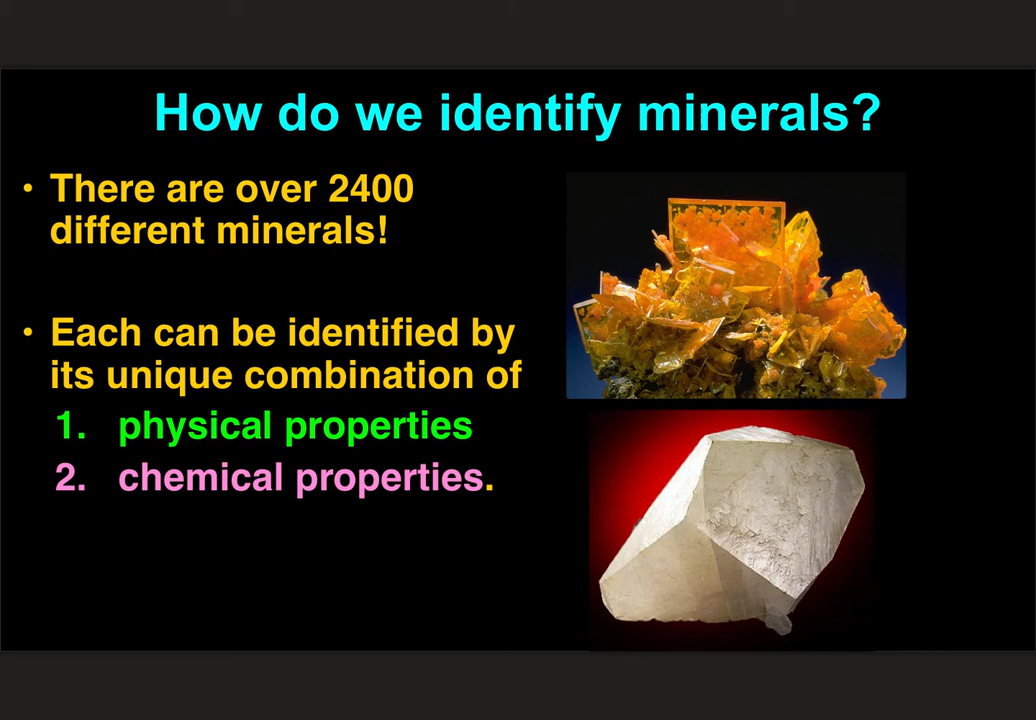 How do we identify minerals?
• There are over 2400
different minerals!
• Each can be identified by
its unique combination of
1. physical properties
2. chemical properties.